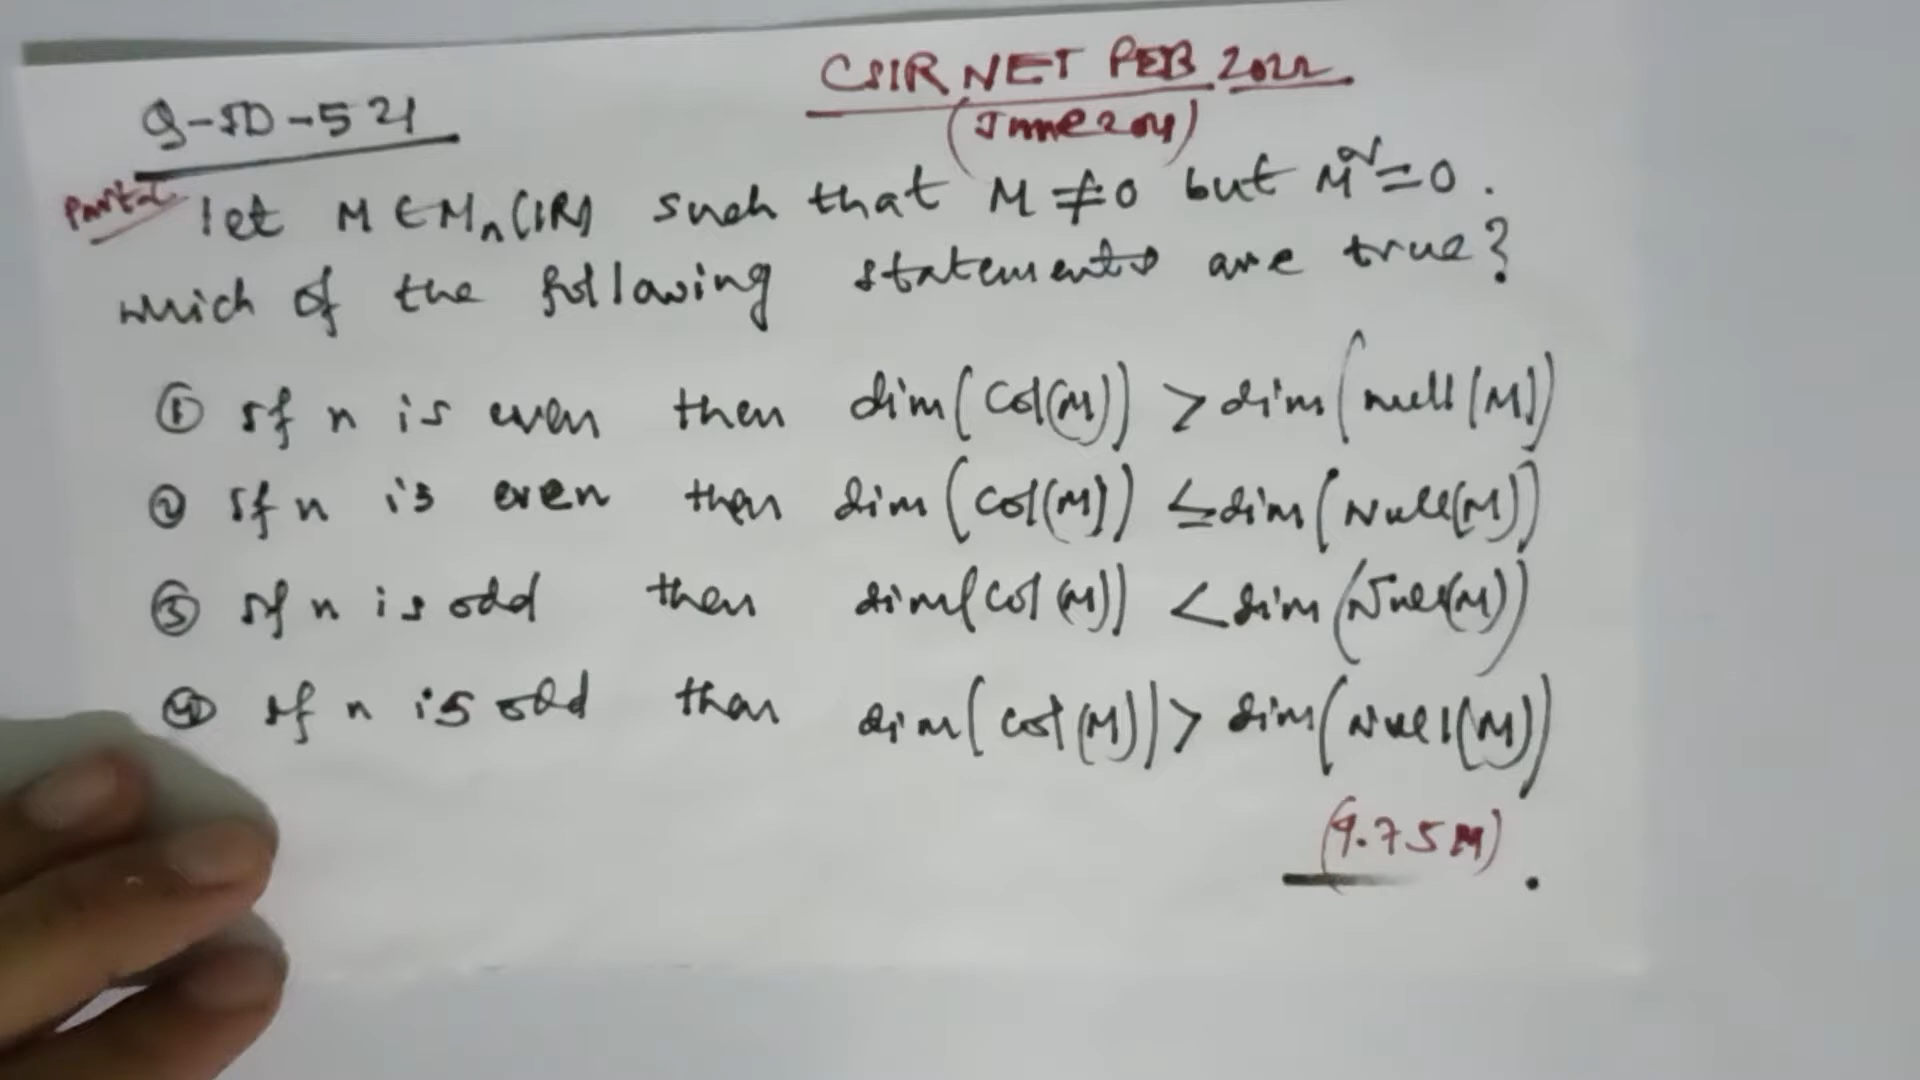 CSIR NET FEB 2022
(June 2021)
Q-SD-521
Part-C Let M ∈ Mn(IR) such that M ≠ 0 but M² = 0.
which of the following statements are true?
① If n is even then dim(Col(M)) > dim(null(M))
② If n is even then dim(Col(M)) ≤ dim(Null(M))
③ If n is odd then dim(Col(M)) < dim(Null(M))
④ If n is odd then dim(Col(M)) > dim(Null(M))
(4.75M).